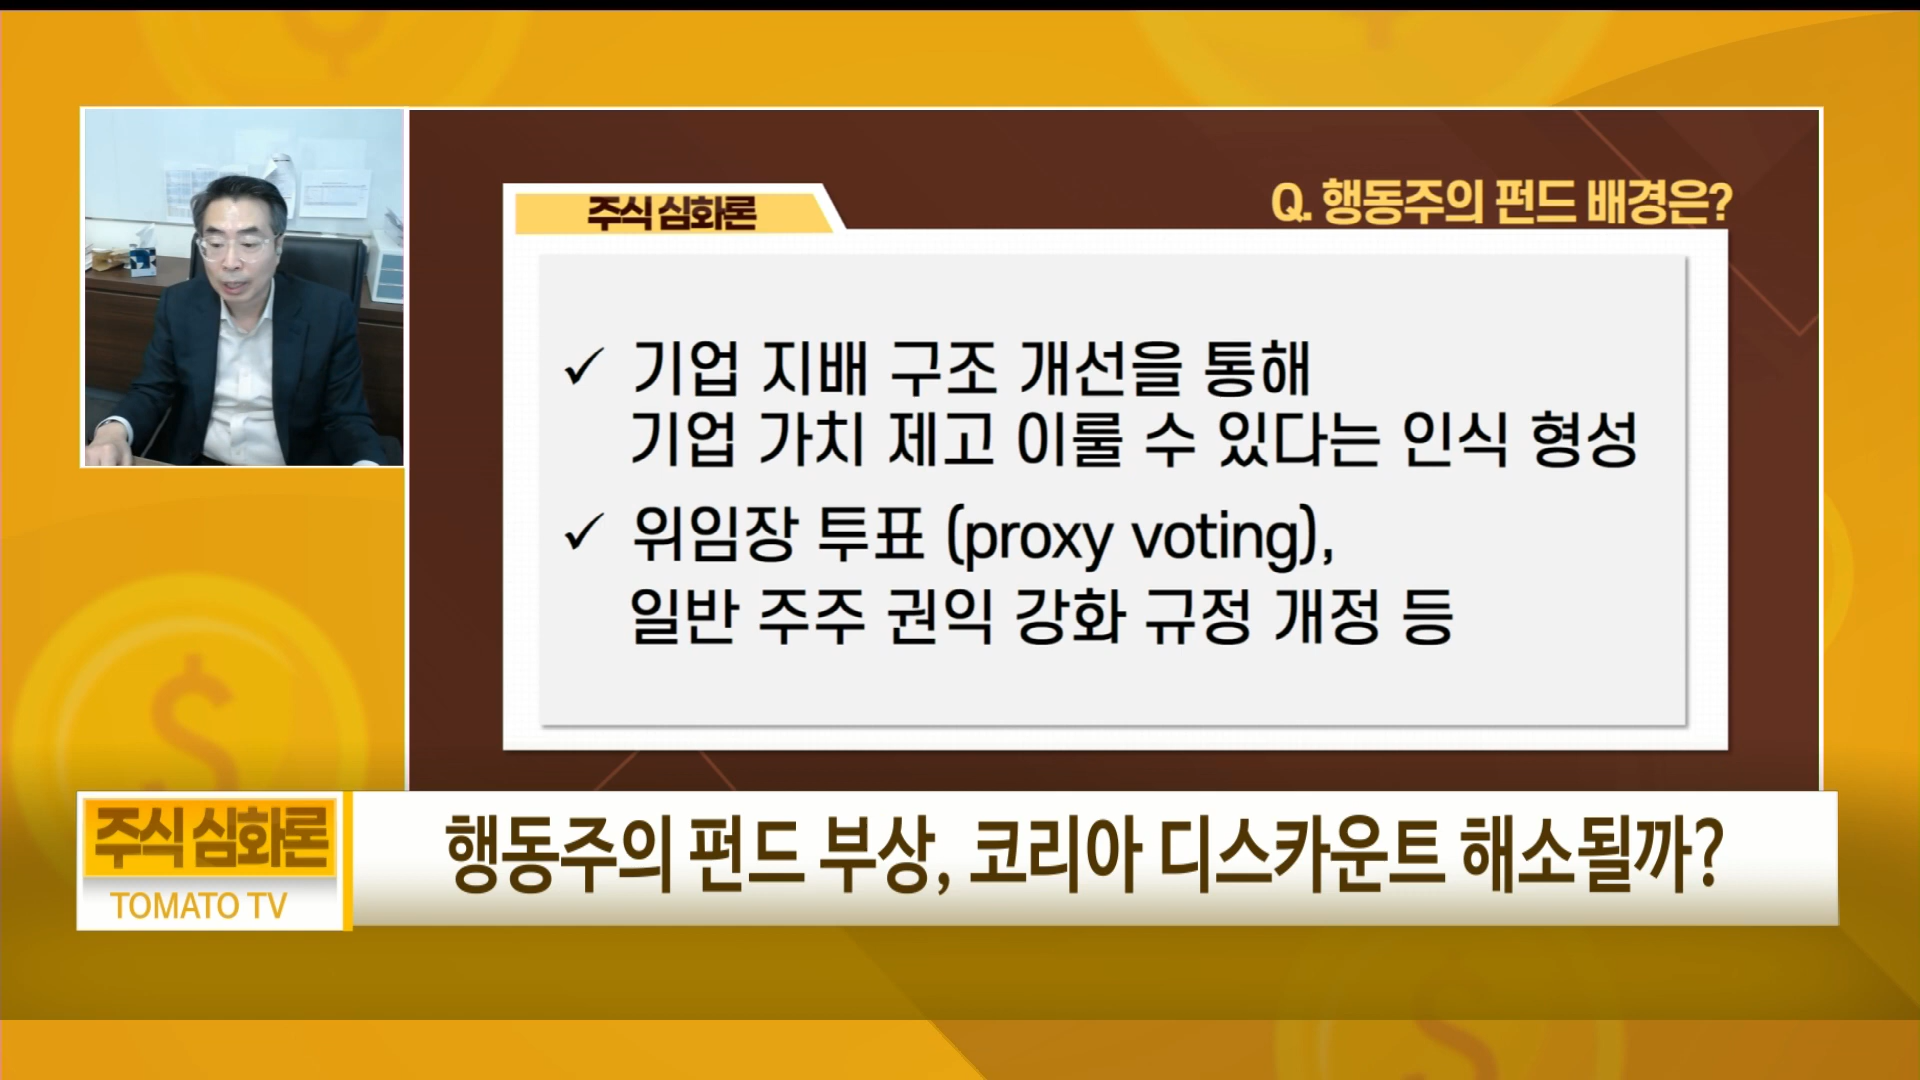 주식 심화론
Q. 행동주의 펀드 배경은?
✓ 기업 지배 구조 개선을 통해
기업 가치 제고 이룰 수 있다는 인식 형성
✓ 위임장 투표 (proxy voting),
일반 주주 권익 강화 규정 개정 등
주식 심화론
TOMATO TV
행동주의 펀드 부상, 코리아 디스카운트 해소될까?